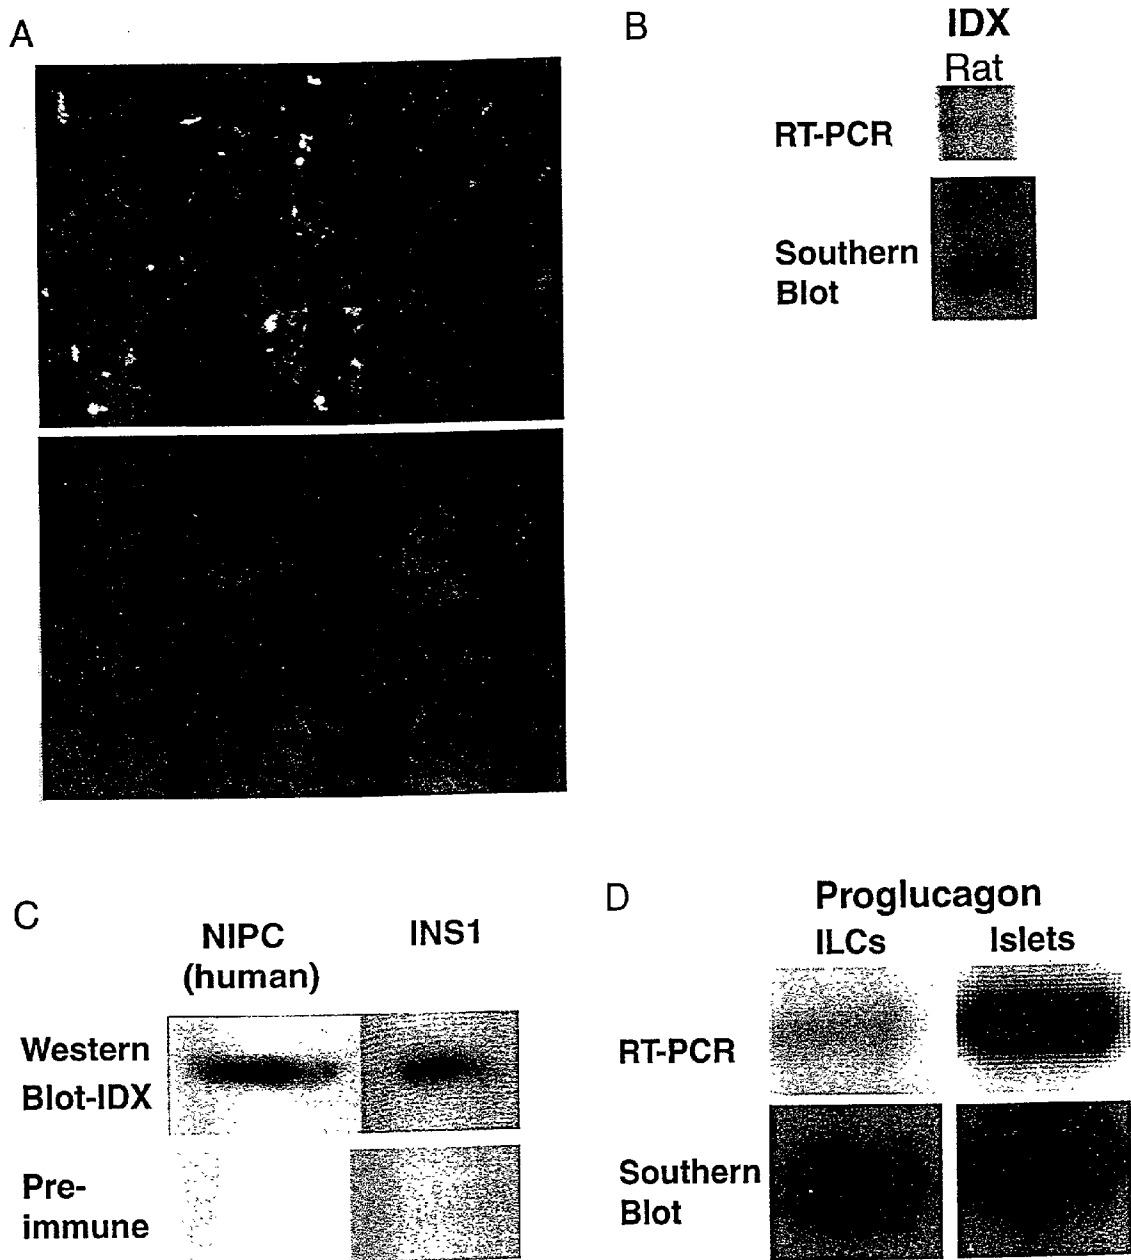 A
B
IDX
Rat
RT-PCR
Southern
Blot
C
NIPC
(human)
INS1
Western
Blot-IDX
Pre-
immune
D
Proglucagon
ILCs Islets
RT-PCR
Southern
Blot